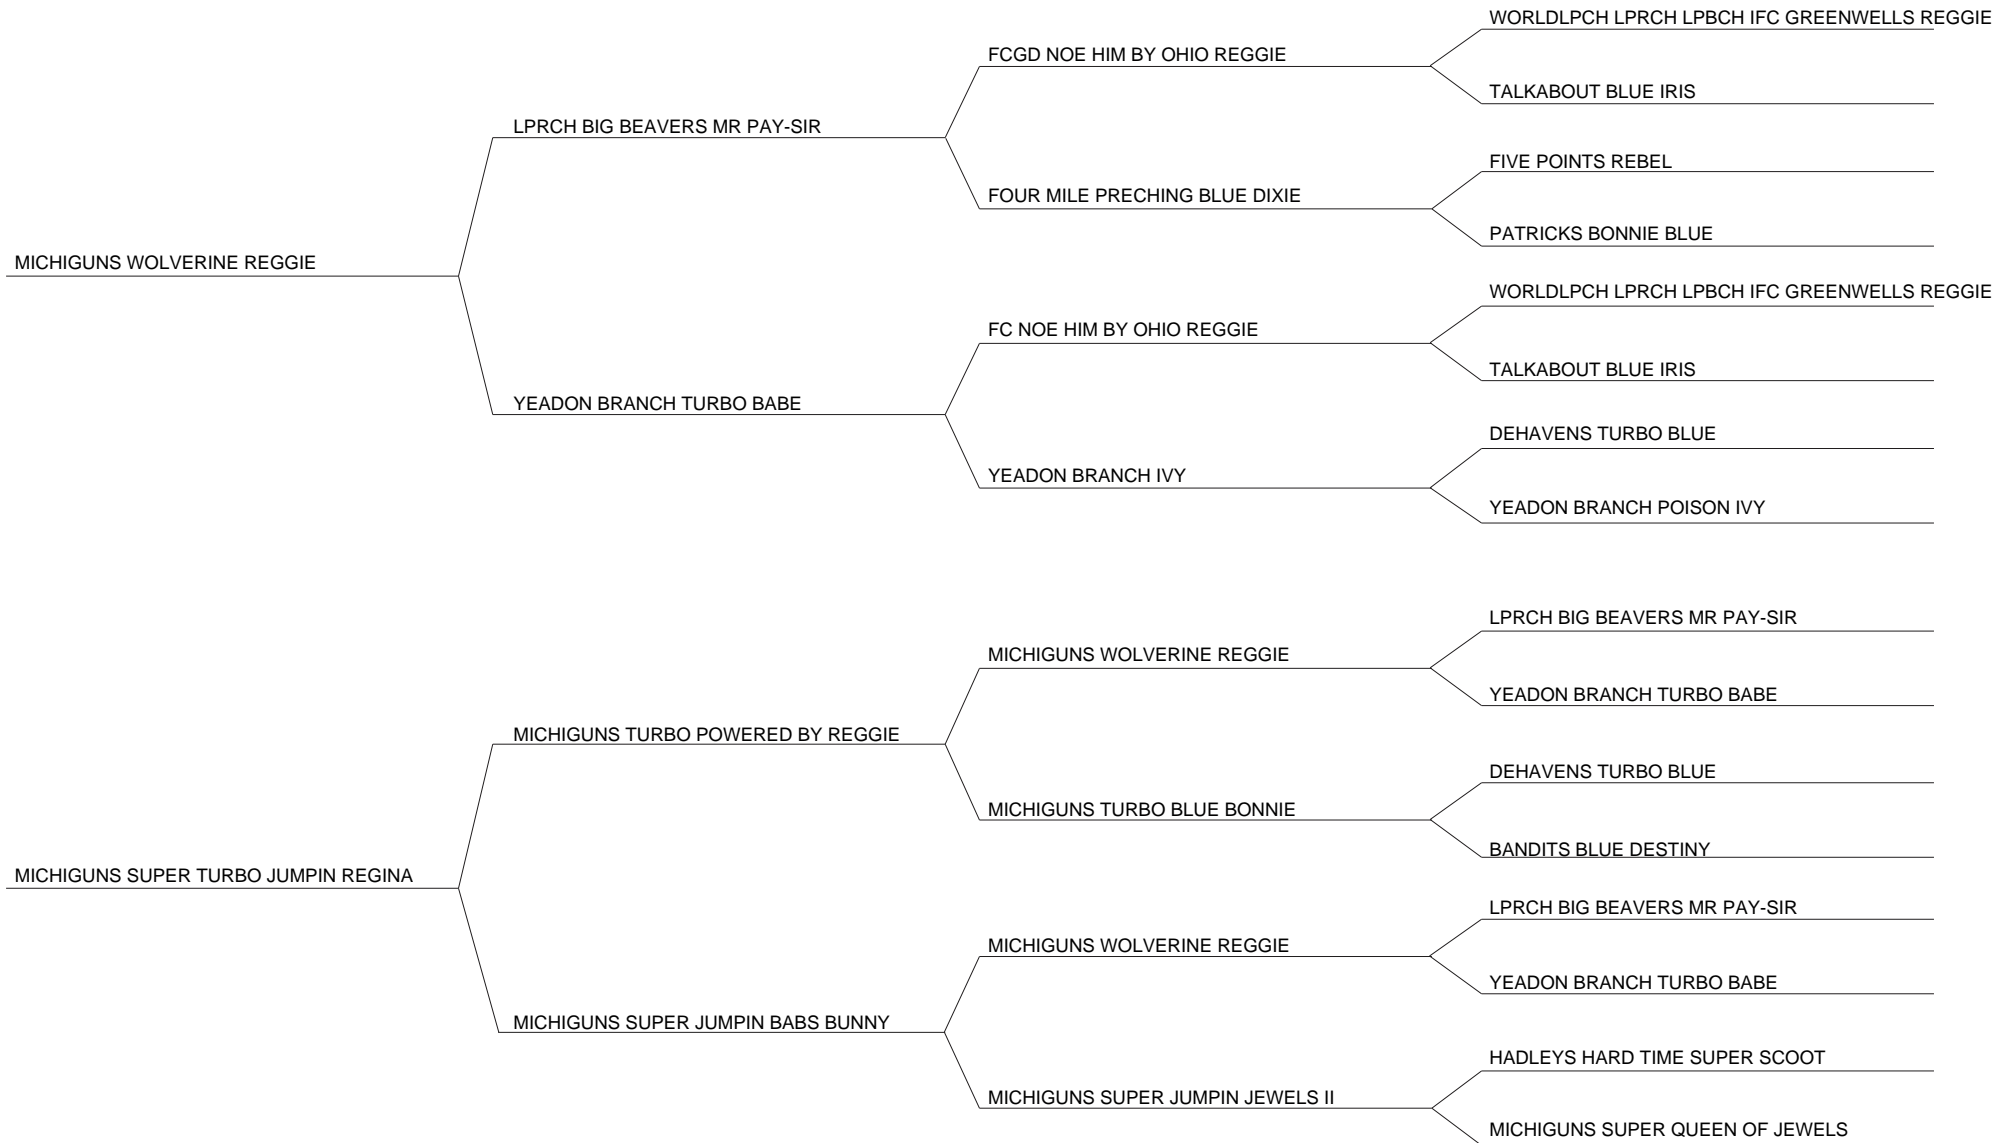 WORLDLPCH LPRCH LPBCH IFC GREENWELLS REGGIE
FCGD NOE HIM BY OHIO REGGIE
TALKABOUT BLUE IRIS
LPRCH BIG BEAVERS MR PAY-SIR
FIVE POINTS REBEL
FOUR MILE PRECHING BLUE DIXIE
PATRICKS BONNIE BLUE
MICHIGUNS WOLVERINE REGGIE
WORLDLPCH LPRCH LPBCH IFC GREENWELLS REGGIE
FC NOE HIM BY OHIO REGGIE
TALKABOUT BLUE IRIS
YEADON BRANCH TURBO BABE
DEHAVENS TURBO BLUE
YEADON BRANCH IVY
YEADON BRANCH POISON IVY
LPRCH BIG BEAVERS MR PAY-SIR
MICHIGUNS WOLVERINE REGGIE
YEADON BRANCH TURBO BABE
MICHIGUNS TURBO POWERED BY REGGIE
DEHAVENS TURBO BLUE
MICHIGUNS TURBO BLUE BONNIE
BANDITS BLUE DESTINY
MICHIGUNS SUPER TURBO JUMPIN REGINA
LPRCH BIG BEAVERS MR PAY-SIR
MICHIGUNS WOLVERINE REGGIE
YEADON BRANCH TURBO BABE
MICHIGUNS SUPER JUMPIN BABS BUNNY
HADLEYS HARD TIME SUPER SCOOT
MICHIGUNS SUPER JUMPIN JEWELS II
MICHIGUNS SUPER QUEEN OF JEWELS